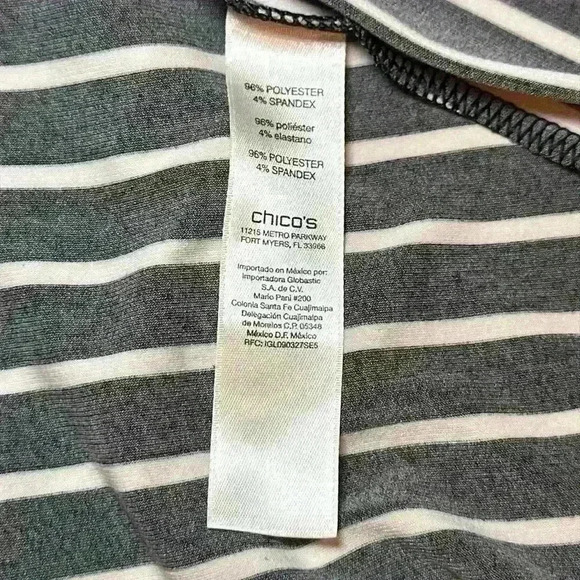 96% POLYESTER
4% SPANDEX
96% poliéster
4% elastano
96% POLYESTER
4% SPANDEX
chico's
11215 METRO PARKWAY
FORT MYERS, FL 33966
Importado en México por:
Importadora Globastic
S.A. de C.V.
Mario Pani #200
Colonia Santa Fe Cuajimalpa
Delegación Cuajimalpa
de Morelos C.P. 05348
México D.F. México
RFC: IGL090327SE5